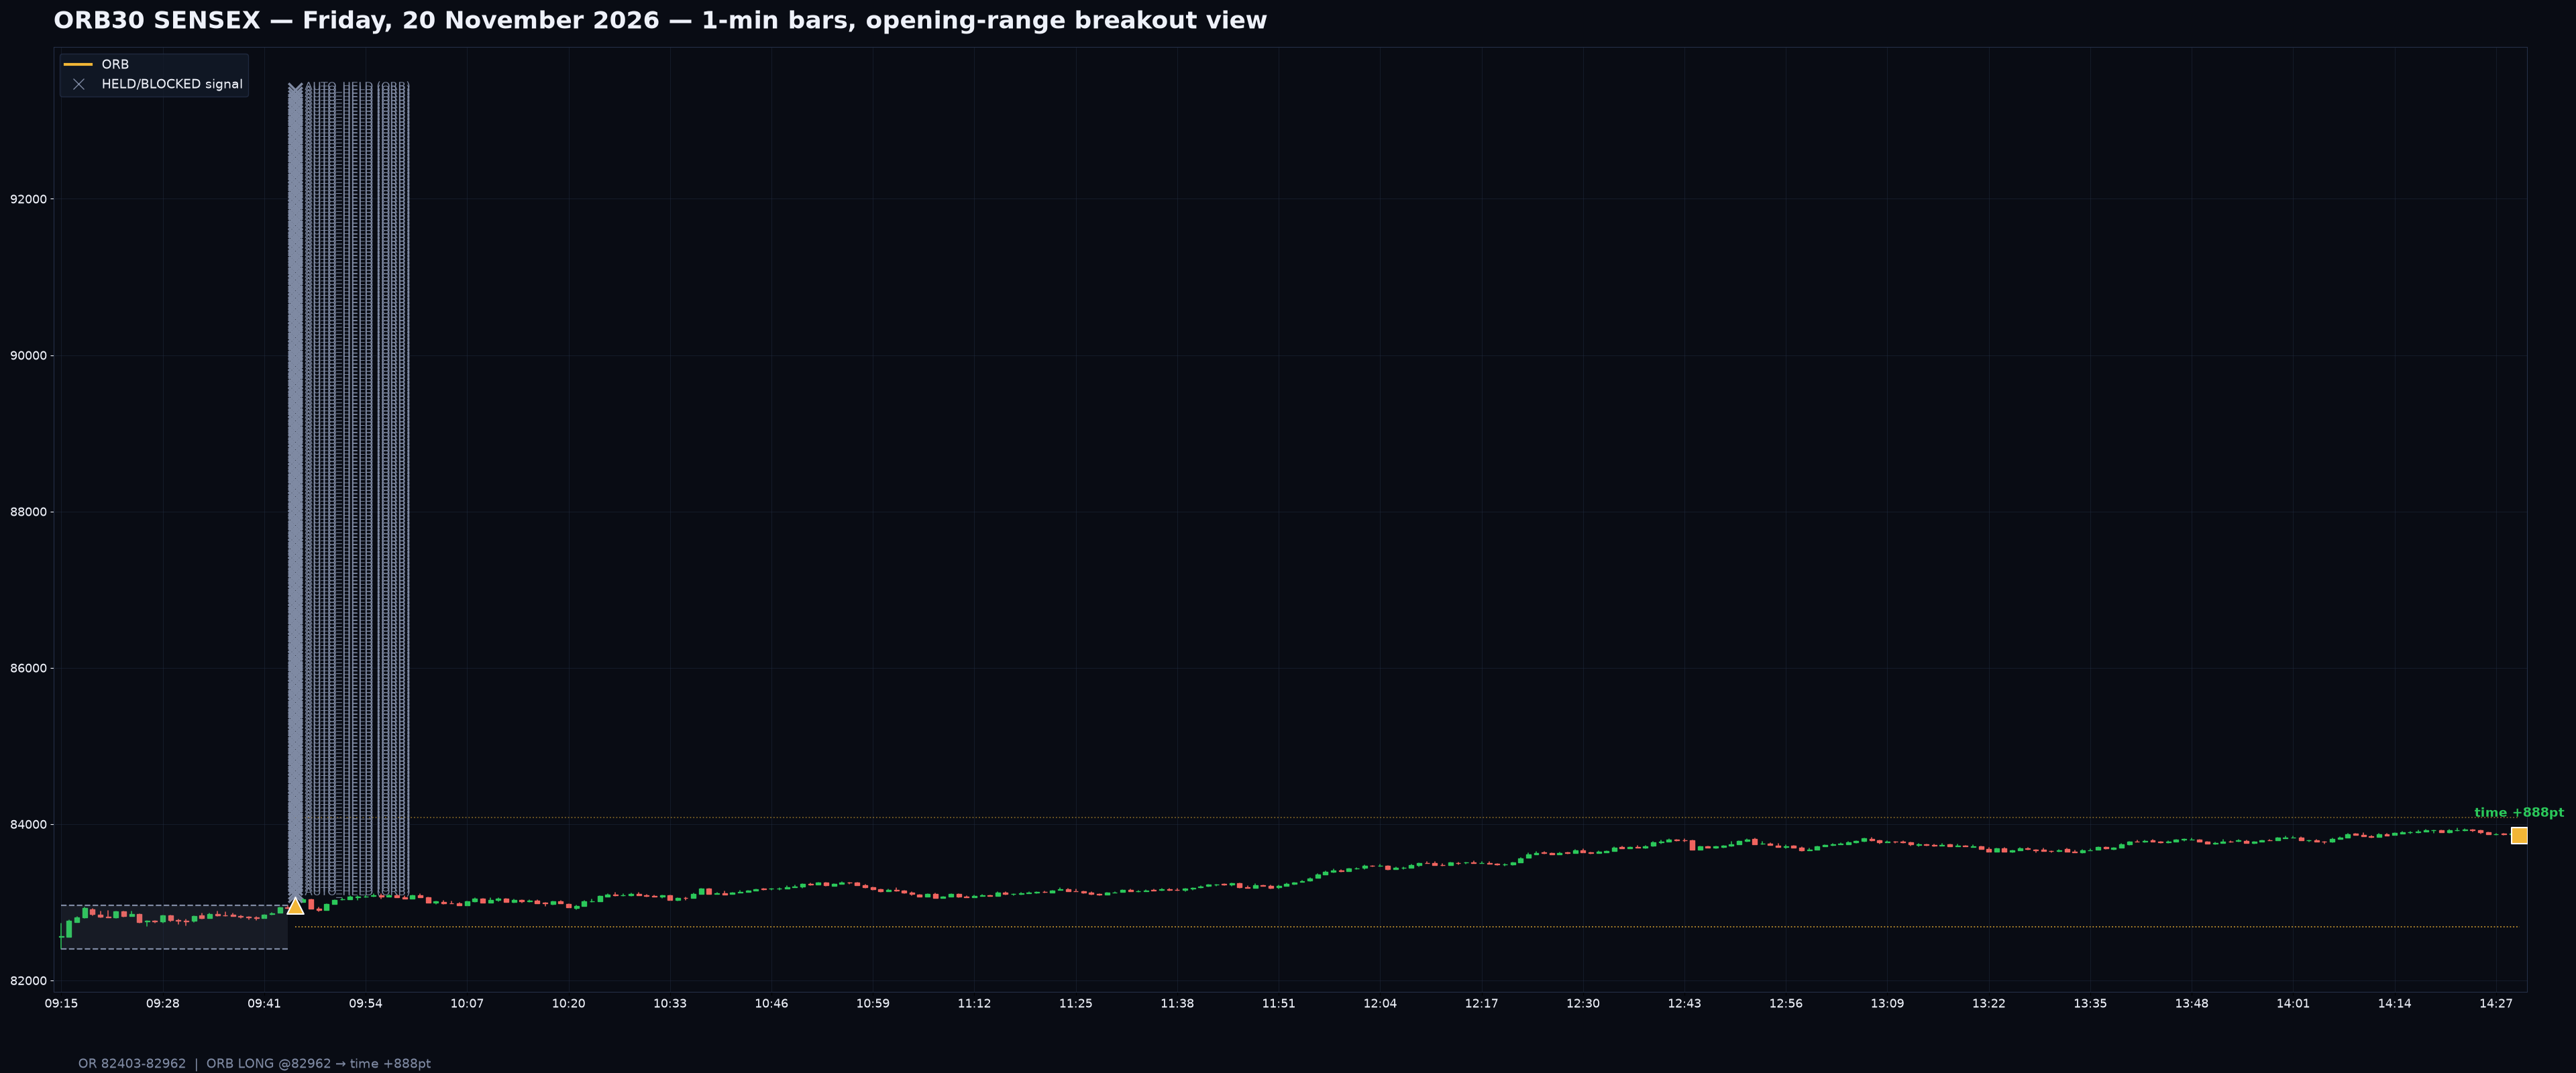 ORB30 SENSEX — Friday, 20 November 2026 — 1-min bars, opening-range breakout view
ORB
HELD/BLOCKED signal
AUTO_HELD (ORB)
92000
90000
88000
86000
84000
82000
time +888pt
09:15 09:28 09:41 09:54 10:07 10:20 10:33 10:46 10:59 11:12 11:25 11:38 11:51 12:04 12:17 12:30 12:43 12:56 13:09 13:22 13:35 13:48 14:01 14:14 14:27
OR 82403-82962 | ORB LONG @82962 → time +888pt